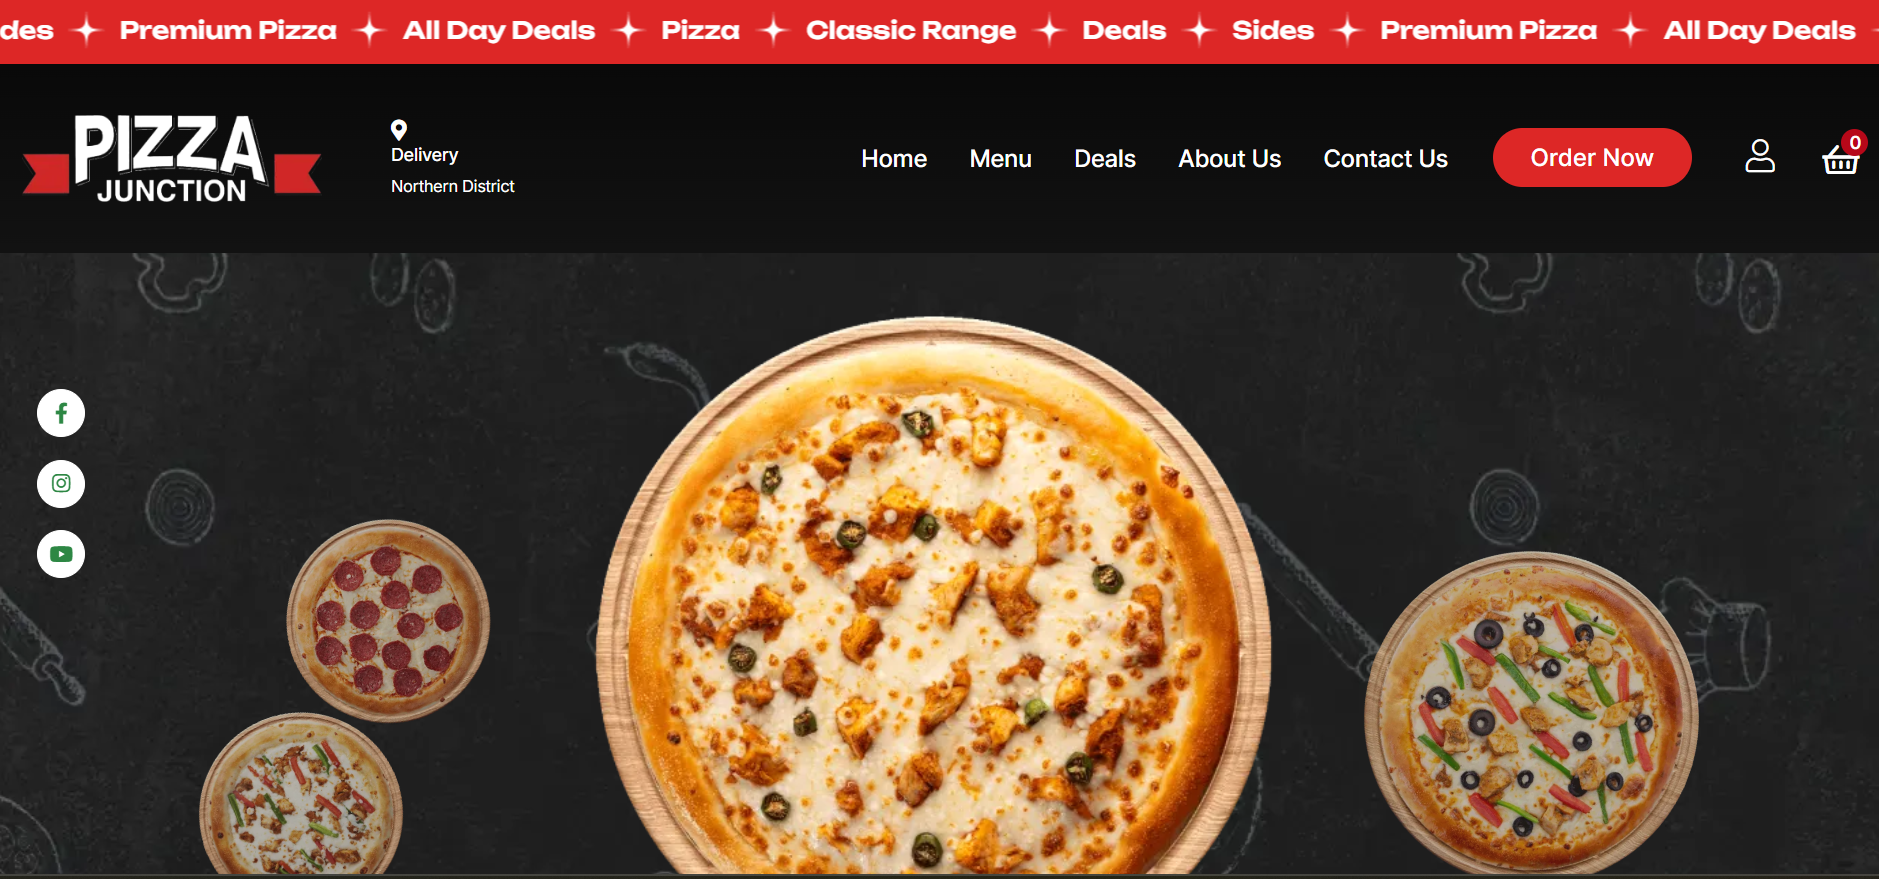 des Premium Pizza All Day Deals Pizza Classic Range Deals Sides Premium Pizza All Day Deals
PIZZA
JUNCTION
Delivery
Northern District
Home Menu Deals About Us Contact Us Order Now 0